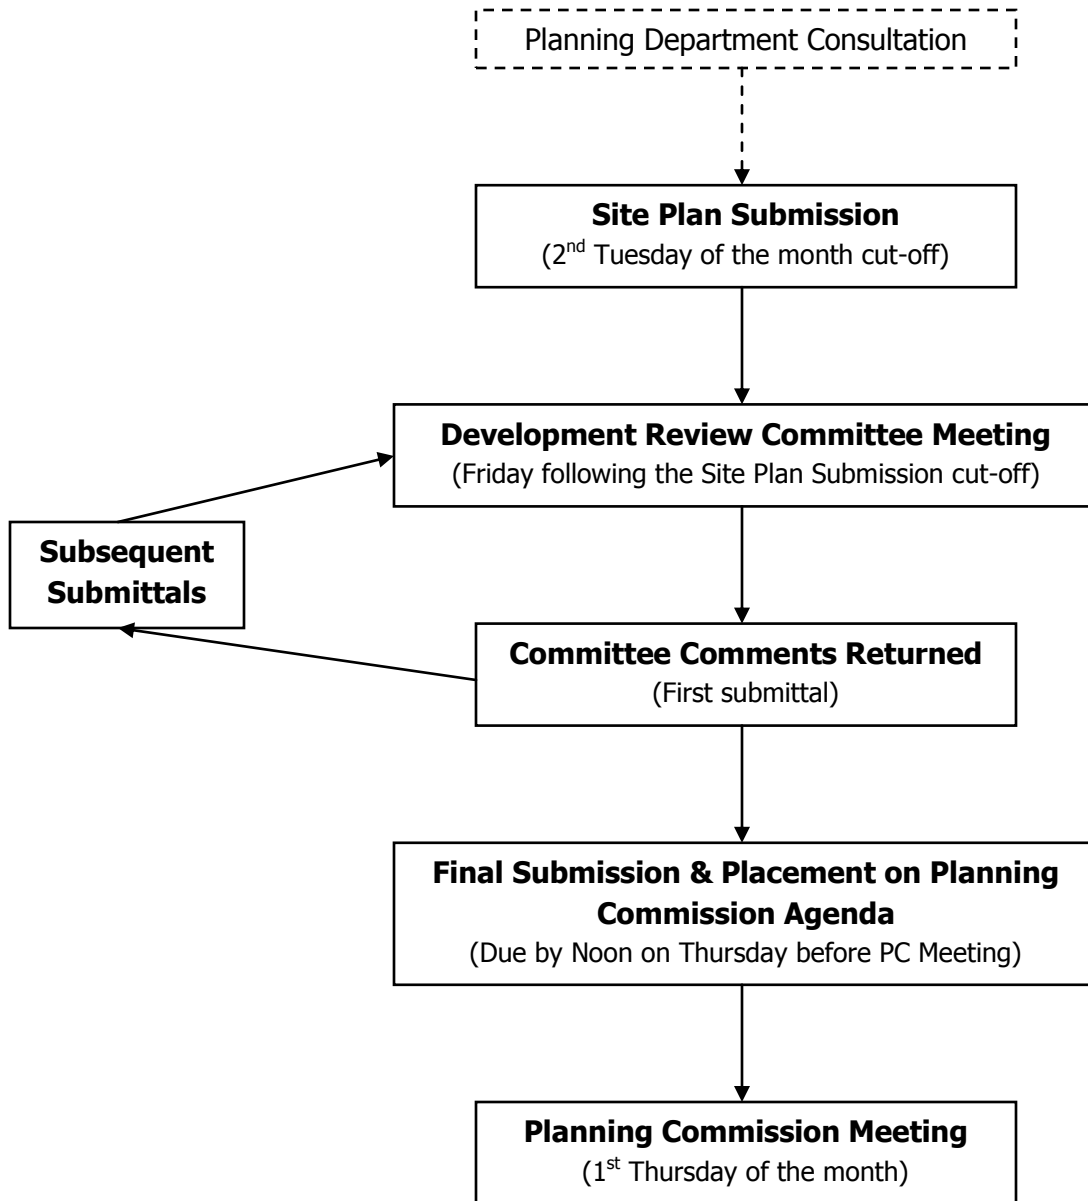 Planning Department Consultation
Site Plan Submission
(2nd Tuesday of the month cut-off)
Development Review Committee Meeting
(Friday following the Site Plan Submission cut-off)
Subsequent
Submittals
Committee Comments Returned
(First submittal)
Final Submission & Placement on Planning
Commission Agenda
(Due by Noon on Thursday before PC Meeting)
Planning Commission Meeting
(1st Thursday of the month)